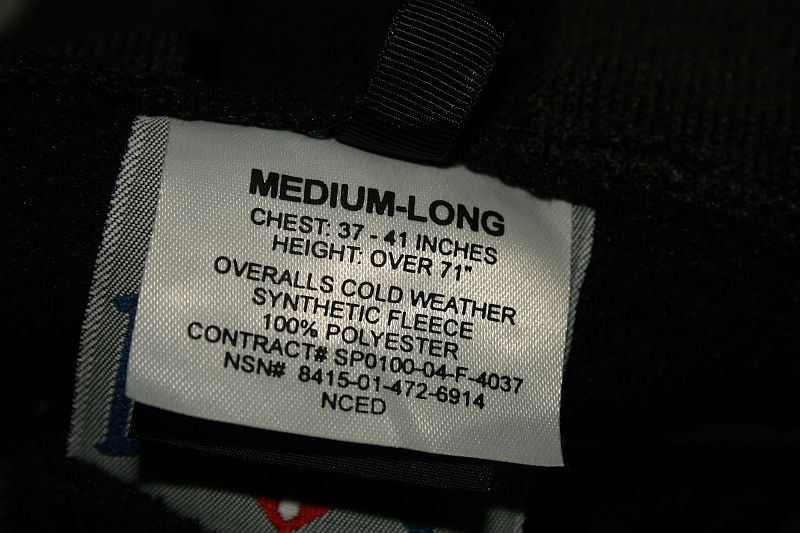 MEDIUM-LONG
CHEST: 37 - 41 INCHES
HEIGHT: OVER 71"
OVERALLS COLD WEATHER
SYNTHETIC FLEECE
100% POLYESTER
CONTRACT# SP0100-04-F-4037
NSN# 8415-01-472-6914
NCED